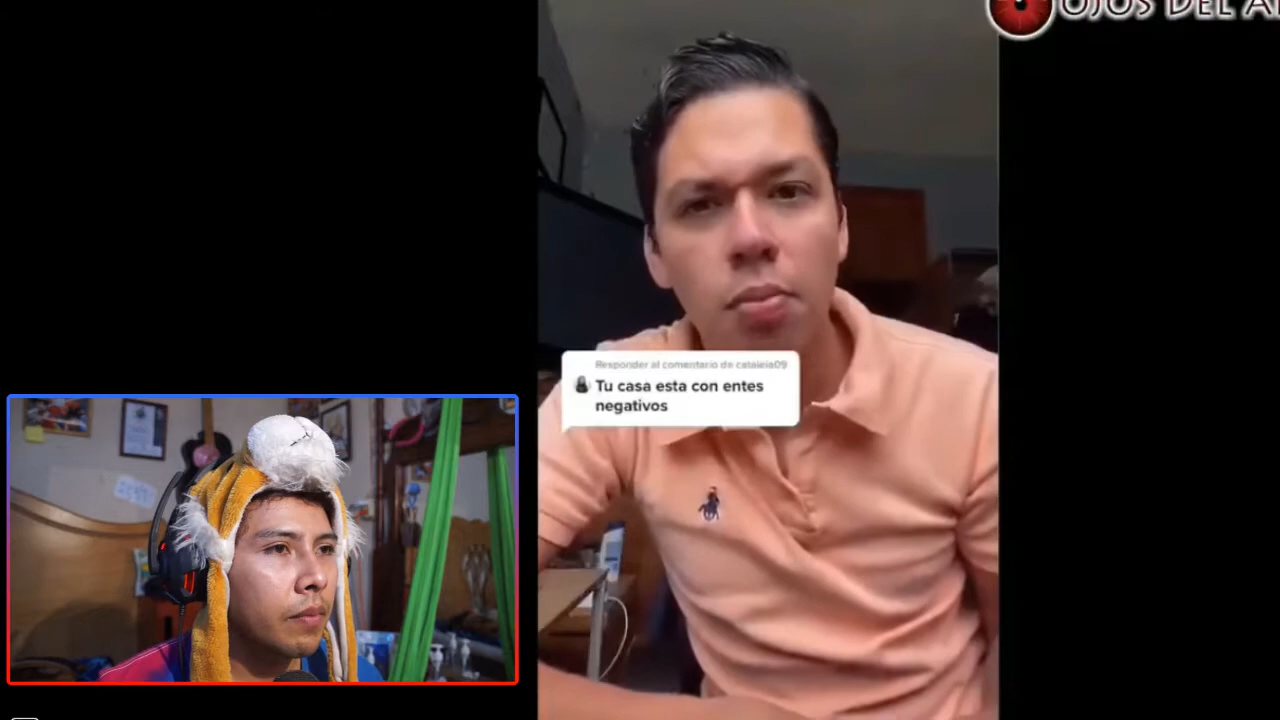 OJOS DEL
Responder al comentario de cataleia09
Tu casa esta con entes
negativos